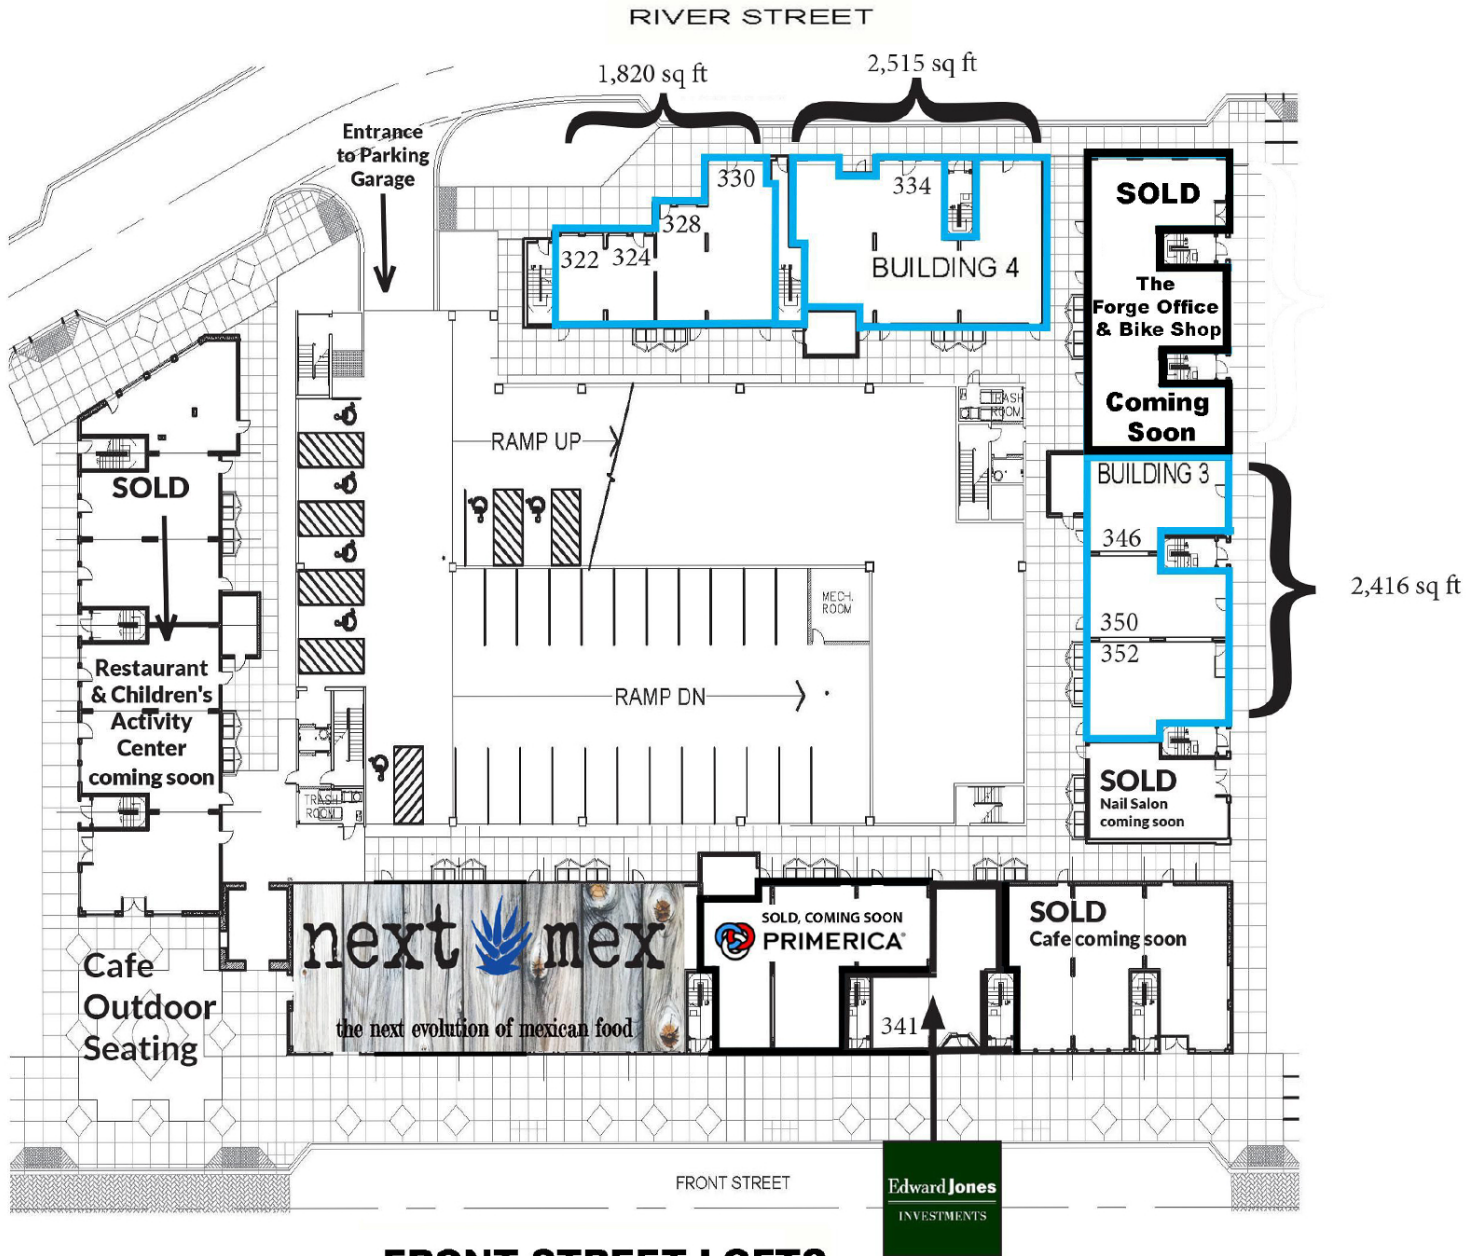 RIVER STREET
1,820 sq ft
2,515 sq ft
Entrance
to Parking
Garage
330
328
322
324
334
BUILDING 4
SOLD
The
Forge Office
& Bike Shop
Coming
Soon
TRASH
ROOM
RAMP UP
SOLD
BUILDING 3
346
350
352
2,416 sq ft
MECH.
ROOM
RAMP DN
Restaurant
& Children's
Activity
Center
coming soon
TRASH
ROOM
SOLD
Nail Salon
coming soon
next mex
the next evolution of mexican food
SOLD, COMING SOON
PRIMERICA
341
SOLD
Cafe coming soon
Cafe
Outdoor
Seating
FRONT STREET
Edward Jones
INVESTMENTS
FRONT STREET LOFTS